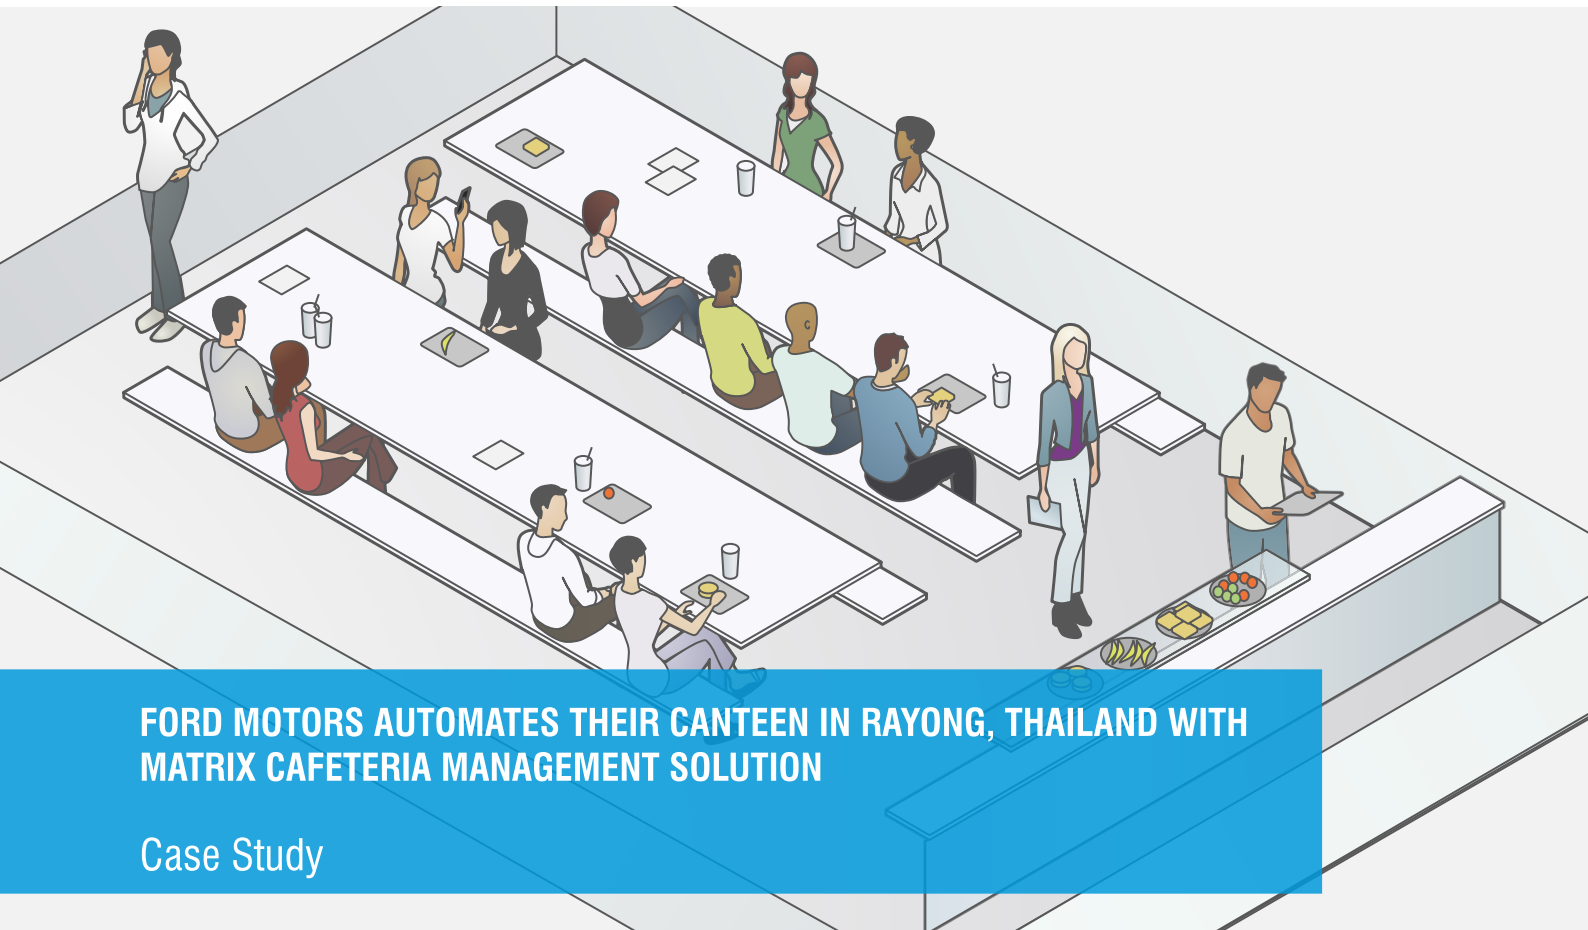 FORD MOTORS AUTOMATES THEIR CANTEEN IN RAYONG, THAILAND WITH
MATRIX CAFETERIA MANAGEMENT SOLUTION
Case Study